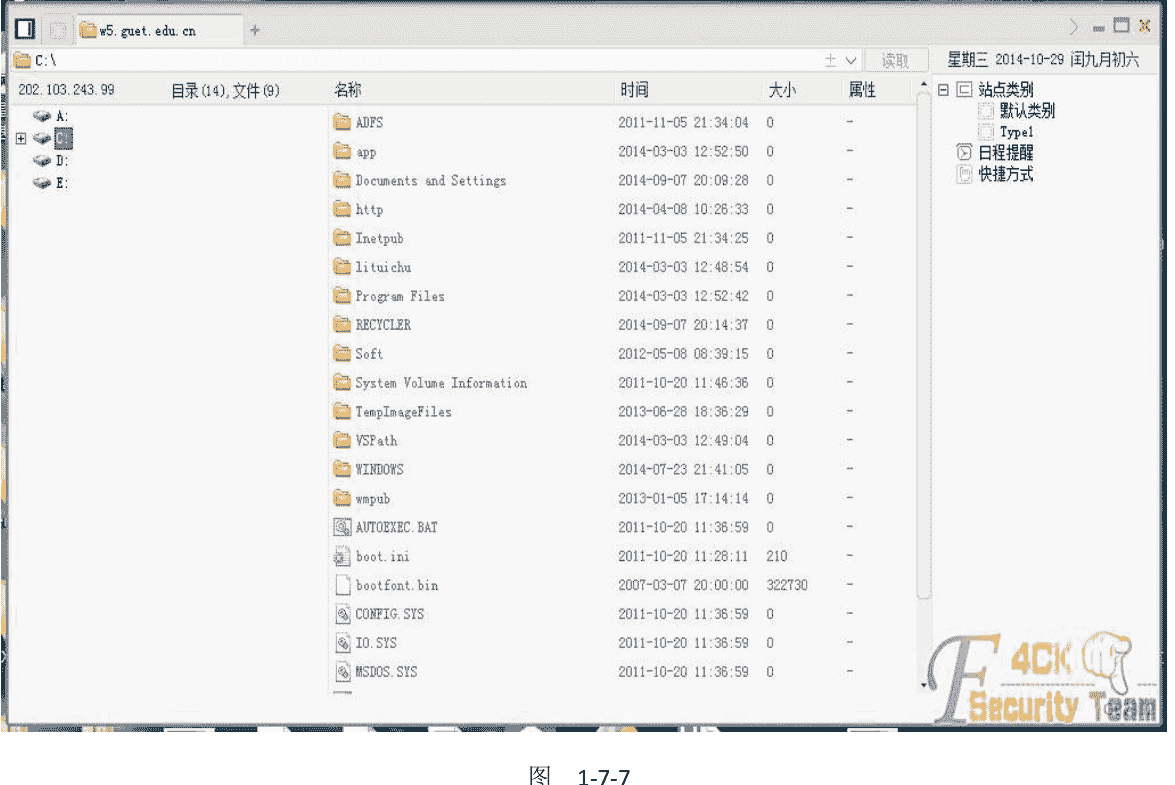 w5.guet.edu.cn
C:\
读取
星期三 2014-10-29 闰九月初六
202.103.243.99 目录(14),文件(9) 名称 时间 大小 属性
A:
C:
D:
E:
ADFS 2011-11-05 21:34:04 0 -
app 2014-03-03 12:52:50 0 -
Documents and Settings 2014-09-07 20:09:28 0 -
http 2014-04-08 10:26:33 0 -
Inetpub 2011-11-05 21:34:25 0 -
lituichu 2014-03-03 12:48:54 0 -
Program Files 2014-03-03 12:52:42 0 -
RECYCLER 2014-09-07 20:14:37 0 -
Soft 2012-05-08 08:39:15 0 -
System Volume Information 2011-10-20 11:46:36 0 -
TempImageFiles 2013-06-28 18:36:29 0 -
VSPath 2014-03-03 12:49:04 0 -
WINDOWS 2014-07-23 21:41:05 0 -
wmpub 2013-01-05 17:14:14 0 -
AUTOEXEC.BAT 2011-10-20 11:36:59 0 -
boot.ini 2011-10-20 11:28:11 210 -
bootfont.bin 2007-03-07 20:00:00 322730 -
CONFIG.SYS 2011-10-20 11:36:59 0 -
IO.SYS 2011-10-20 11:36:59 0 -
MSDOS.SYS 2011-10-20 11:36:59 0 -
站点类别
默认类别
Type1
日程提醒
快捷方式
F4CK
Security Team
图 1-7-7